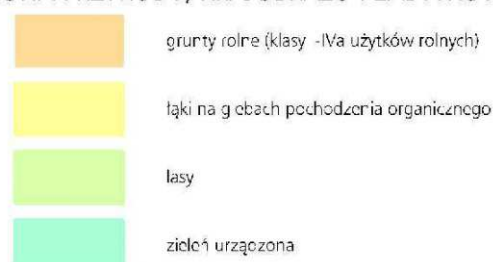 grunty rolne (klasy I-IVa użytków rolnych)
łąki na glebach pochodzenia organicznego
lasy
zieleń urządzona